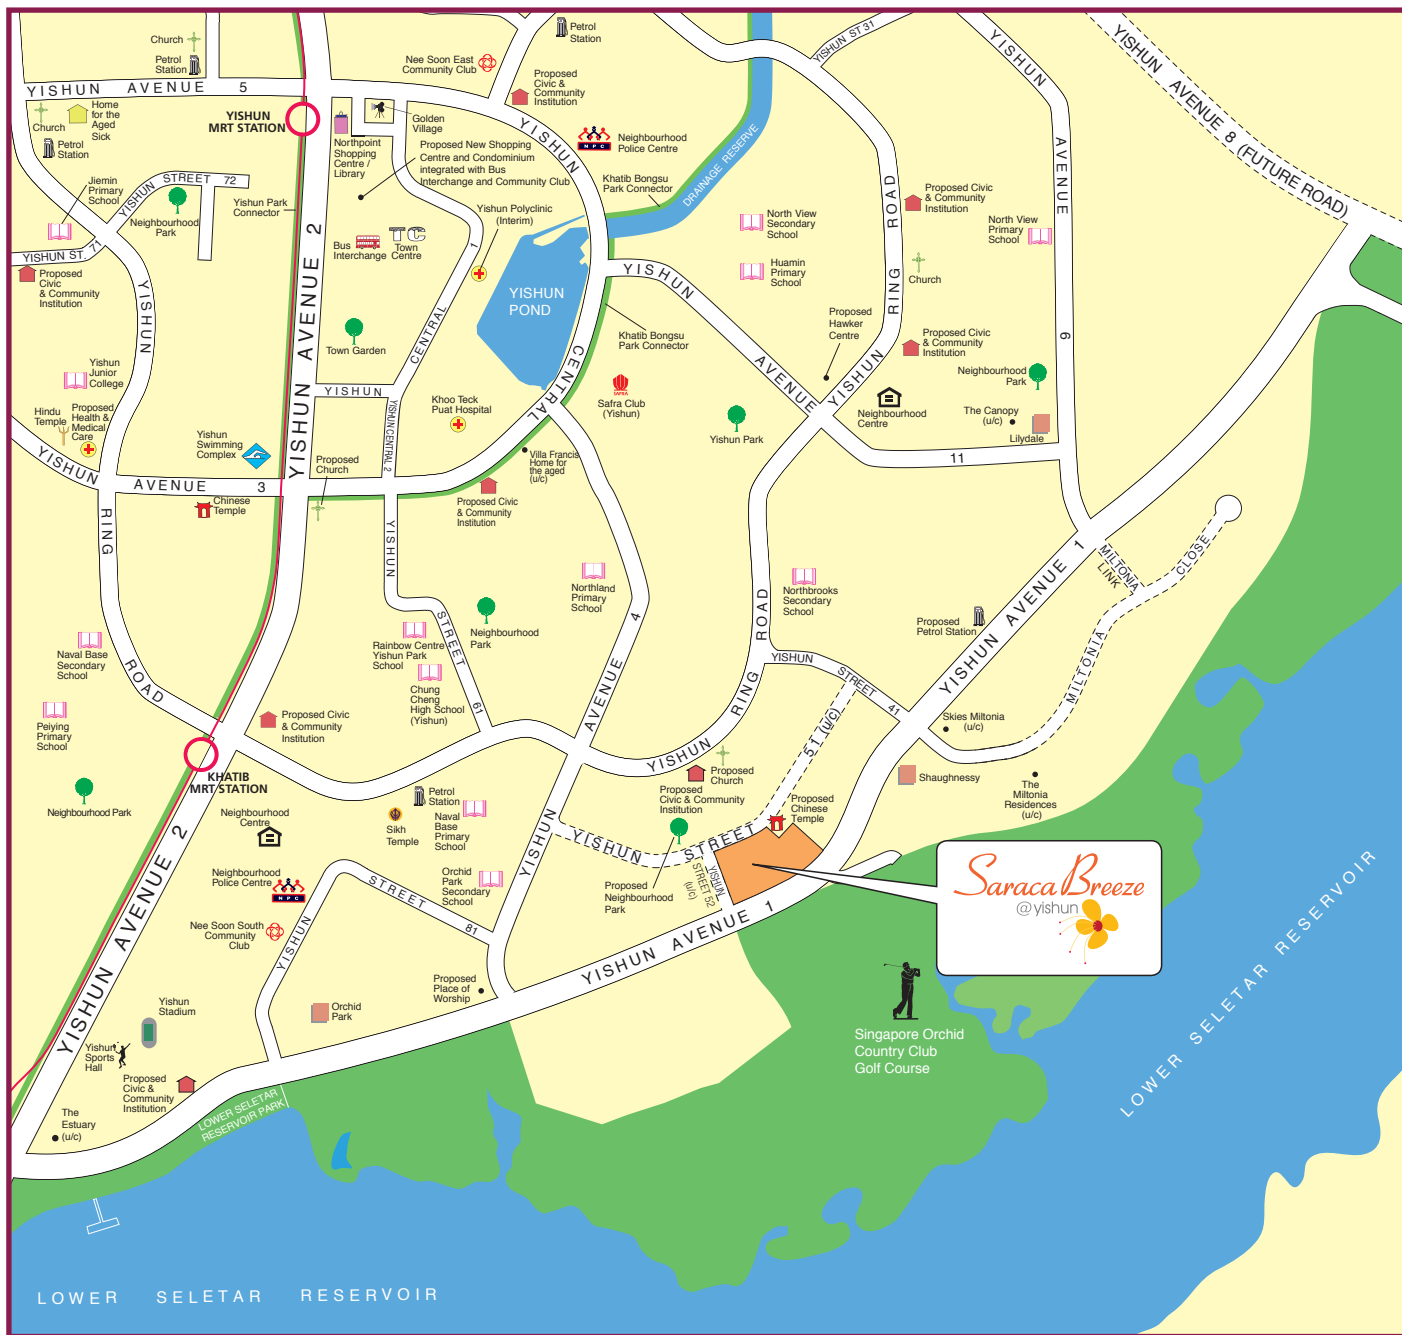 Church
Petrol
Station
YISHUN AVENUE 5
Church
Home
for the
Aged
Sick
Petrol
Station
YISHUN
MRT STATION
Nee Soon East
Community Club
Petrol
Station
Proposed
Civic &
Community
Institution
Golden
Village
Northpoint
Shopping
Centre /
Library
Proposed New Shopping
Centre and Condominium
integrated with Bus
Interchange and Community Club
YISHUN
Neighbourhood
Police Centre
Khatib Bongsu
Park Connector
DRAINAGE RESERVE
YISHUN ST 31
YISHUN
AVENUE
6
YISHUN AVENUE 8 (FUTURE ROAD)
Jiemin
Primary
School
YISHUN STREET 72
Neighbourhood
Park
Yishun Park
Connector
YISHUN ST. 71
Proposed
Civic
& Community
Institution
YISHUN
Yishun Polyclinic
(Interim)
Bus
Interchange
TC
Town
Centre
1
CENTRAL
YISHUN
POND
North View
Secondary
School
Huamin
Primary
School
ROAD
RING
YISHUN
Proposed Civic
& Community
Institution
North View
Primary
School
Church
YISHUN
AVENUE
11
Khatib Bongsu
Park Connector
CENTRAL
Proposed
Hawker
Centre
Proposed Civic
& Community
Institution
Neighbourhood
Park
Town Garden
YISHUN AVENUE 2
YISHUN
YISHUN CENTRAL 2
Yishun
Junior
College
Hindu
Temple
Proposed
Health &
Medical
Care
YISHUN
AVENUE 3
Yishun
Swimming
Complex
Chinese
Temple
Proposed
Church
Khoo Teck
Puat Hospital
SAFRA
Safra Club
(Yishun)
Yishun Park
Neighbourhood
Centre
The Canopy
(u/c)
Lilydale
Villa Francis
Home for
the aged
(u/c)
Proposed Civic
& Community
Institution
RING
ROAD
YISHUN
STREET
61
Northland
Primary
School
Neighbourhood
Park
Rainbow Centre
Yishun Park
School
Chung
Cheng
High School
(Yishun)
YISHUN
AVENUE
4
Northbrooks
Secondary
School
YISHUN
RING
ROAD
YISHUN
STREET
41
Proposed
Petrol Station
YISHUN AVENUE 1
MILTONIA
LINK
MILTONIA
CLOSE
Naval Base
Secondary
School
Peiying
Primary
School
Neighbourhood Park
KHATIB
MRT STATION
Proposed Civic
& Community
Institution
Neighbourhood
Centre
Petrol
Station
Sikh
Temple
Naval
Base
Primary
School
Skies Miltonia
(u/c)
Shaughnessy
The
Miltonia
Residences
(u/c)
Proposed
Church
Proposed
Civic & Community
Institution
51 (u/c)
Proposed
Chinese
Temple
YISHUN STREET
YISHUN
STREET 52
(u/c)
Proposed
Neighbourhood
Park
Saraca Breeze
@yishun
YISHUN AVENUE 2
Neighbourhood
Police Centre
NPC
NPC
Nee Soon South
Community
Club
YISHUN
STREET
81
Orchid
Park
Secondary
School
Proposed
Place of
Worship
Orchid
Park
YISHUN AVENUE 1
Yishun
Stadium
Yishun
Sports
Hall
Proposed
Civic &
Community
Institution
The
Estuary
(u/c)
LOWER SELETAR
RESERVOIR PARK
Singapore Orchid
Country Club
Golf Course
LOWER SELETAR RESERVOIR
LOWER SELETAR RESERVOIR